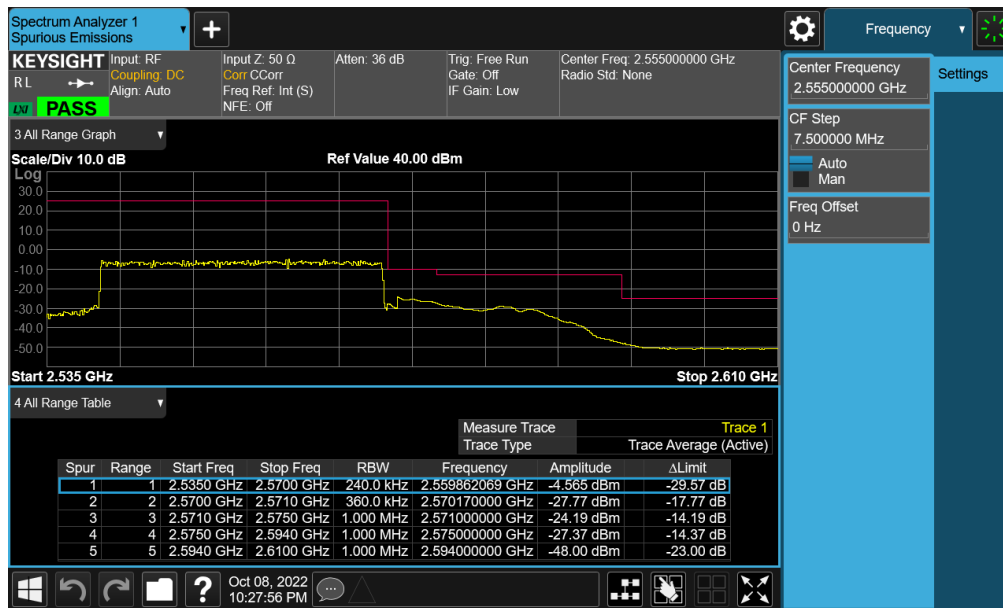 Spectrum Analyzer 1
Spurious Emissions
Frequency
KEYSIGHT
R L
LXI
PASS
Input: RF
Coupling: DC
Align: Auto
Input Z: 50 Ω
Corr CCorr
Freq Ref: Int (S)
NFE: Off
Atten: 36 dB
Trig: Free Run
Gate: Off
IF Gain: Low
Center Freq: 2.555000000 GHz
Radio Std: None
Center Frequency
2.555000000 GHz
Settings
CF Step
7.500000 MHz
Auto
Man
Freq Offset
0 Hz
3 All Range Graph
Scale/Div 10.0 dB
Ref Value 40.00 dBm
Log
30.0
20.0
10.0
0.00
-10.0
-20.0
-30.0
-40.0
-50.0
Start 2.535 GHz
Stop 2.610 GHz
4 All Range Table
Measure Trace Trace 1
Trace Type Trace Average (Active)
Spur Range Start Freq Stop Freq RBW Frequency Amplitude ΔLimit
1 1 2.5350 GHz 2.5700 GHz 240.0 kHz 2.559862069 GHz -4.565 dBm -29.57 dB
2 2 2.5700 GHz 2.5710 GHz 360.0 kHz 2.570170000 GHz -27.77 dBm -17.77 dB
3 3 2.5710 GHz 2.5750 GHz 1.000 MHz 2.571000000 GHz -24.19 dBm -14.19 dB
4 4 2.5750 GHz 2.5940 GHz 1.000 MHz 2.575000000 GHz -27.37 dBm -14.37 dB
5 5 2.5940 GHz 2.6100 GHz 1.000 MHz 2.594000000 GHz -48.00 dBm -23.00 dB
?
Oct 08, 2022
10:27:56 PM